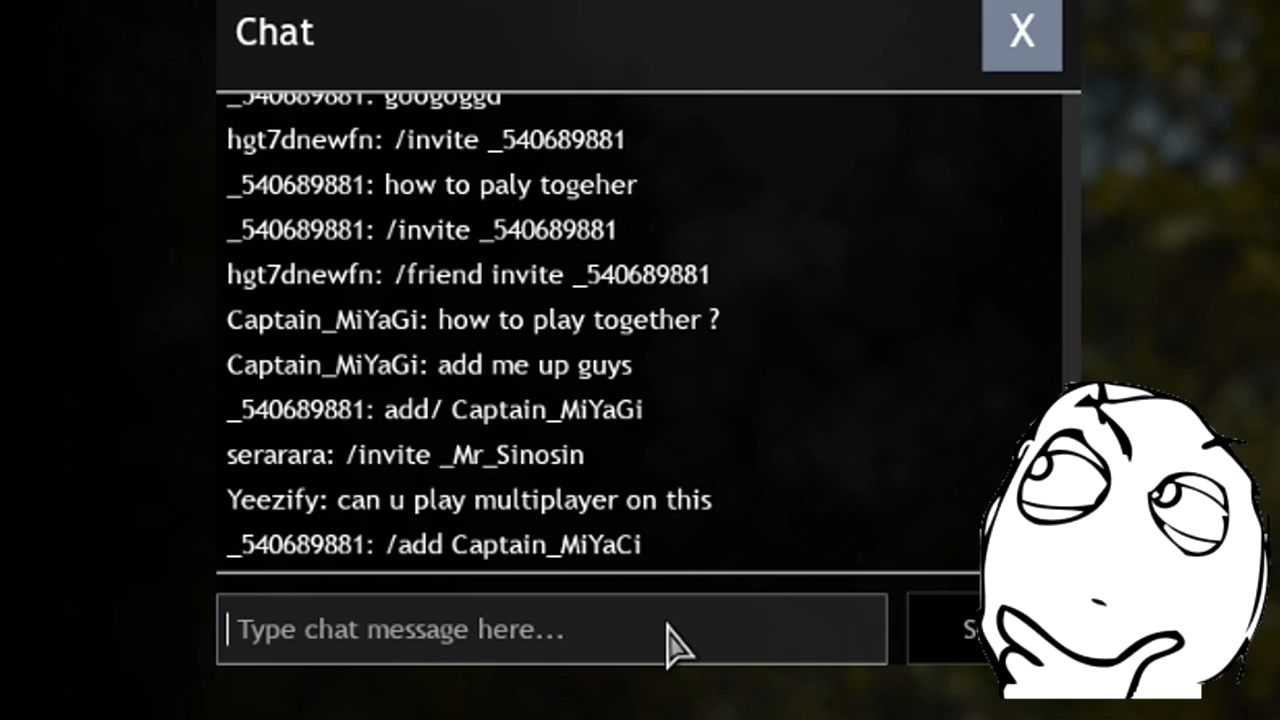 Chat
X
_540689881: googoggd
hgt7dnewfn: /invite _540689881
_540689881: how to paly togeher
_540689881: /invite _540689881
hgt7dnewfn: /friend invite _540689881
Captain_MiYaGi: how to play together ?
Captain_MiYaGi: add me up guys
_540689881: add/ Captain_MiYaGi
serarara: /invite _Mr_Sinosin
Yeezify: can u play multiplayer on this
_540689881: /add Captain_MiYaCi
Type chat message here...